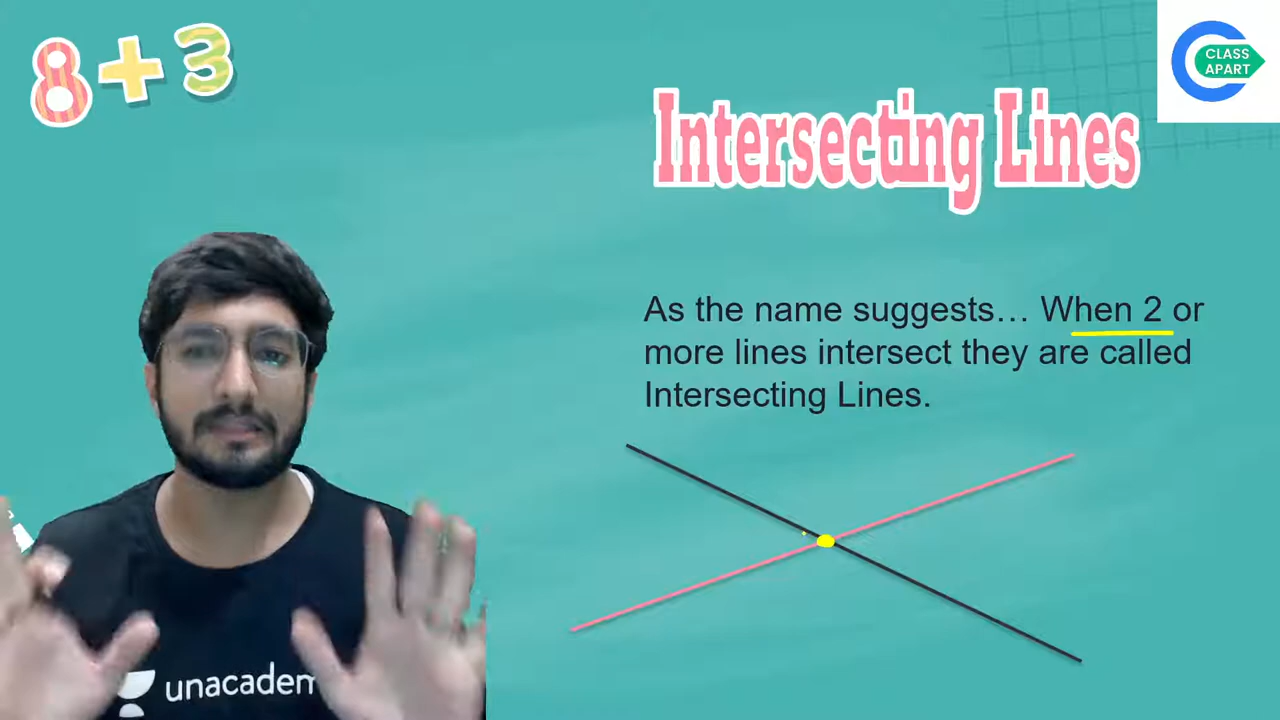 8+3
CLASS
APART
Intersecting Lines
As the name suggests… When 2 or
more lines intersect they are called
Intersecting Lines.
unacadem